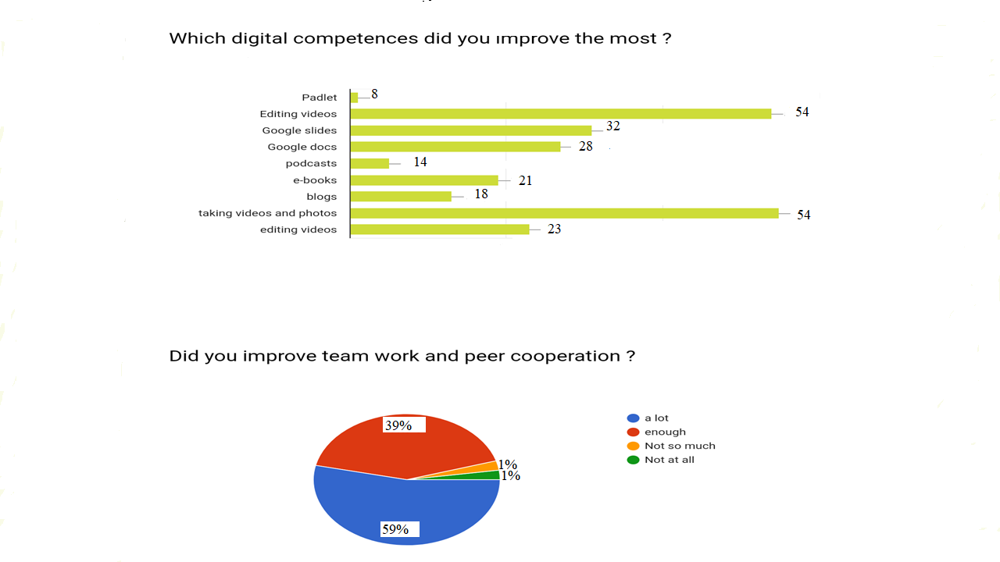 Which digital competences did you improve the most ?
Padlet 8
Editing videos 54
Google slides 32
Google docs 28
podcasts 14
e-books 21
blogs 18
taking videos and photos 54
editing videos 23
Did you improve team work and peer cooperation ?
39%
1%
1%
59%
a lot
enough
Not so much
Not at all